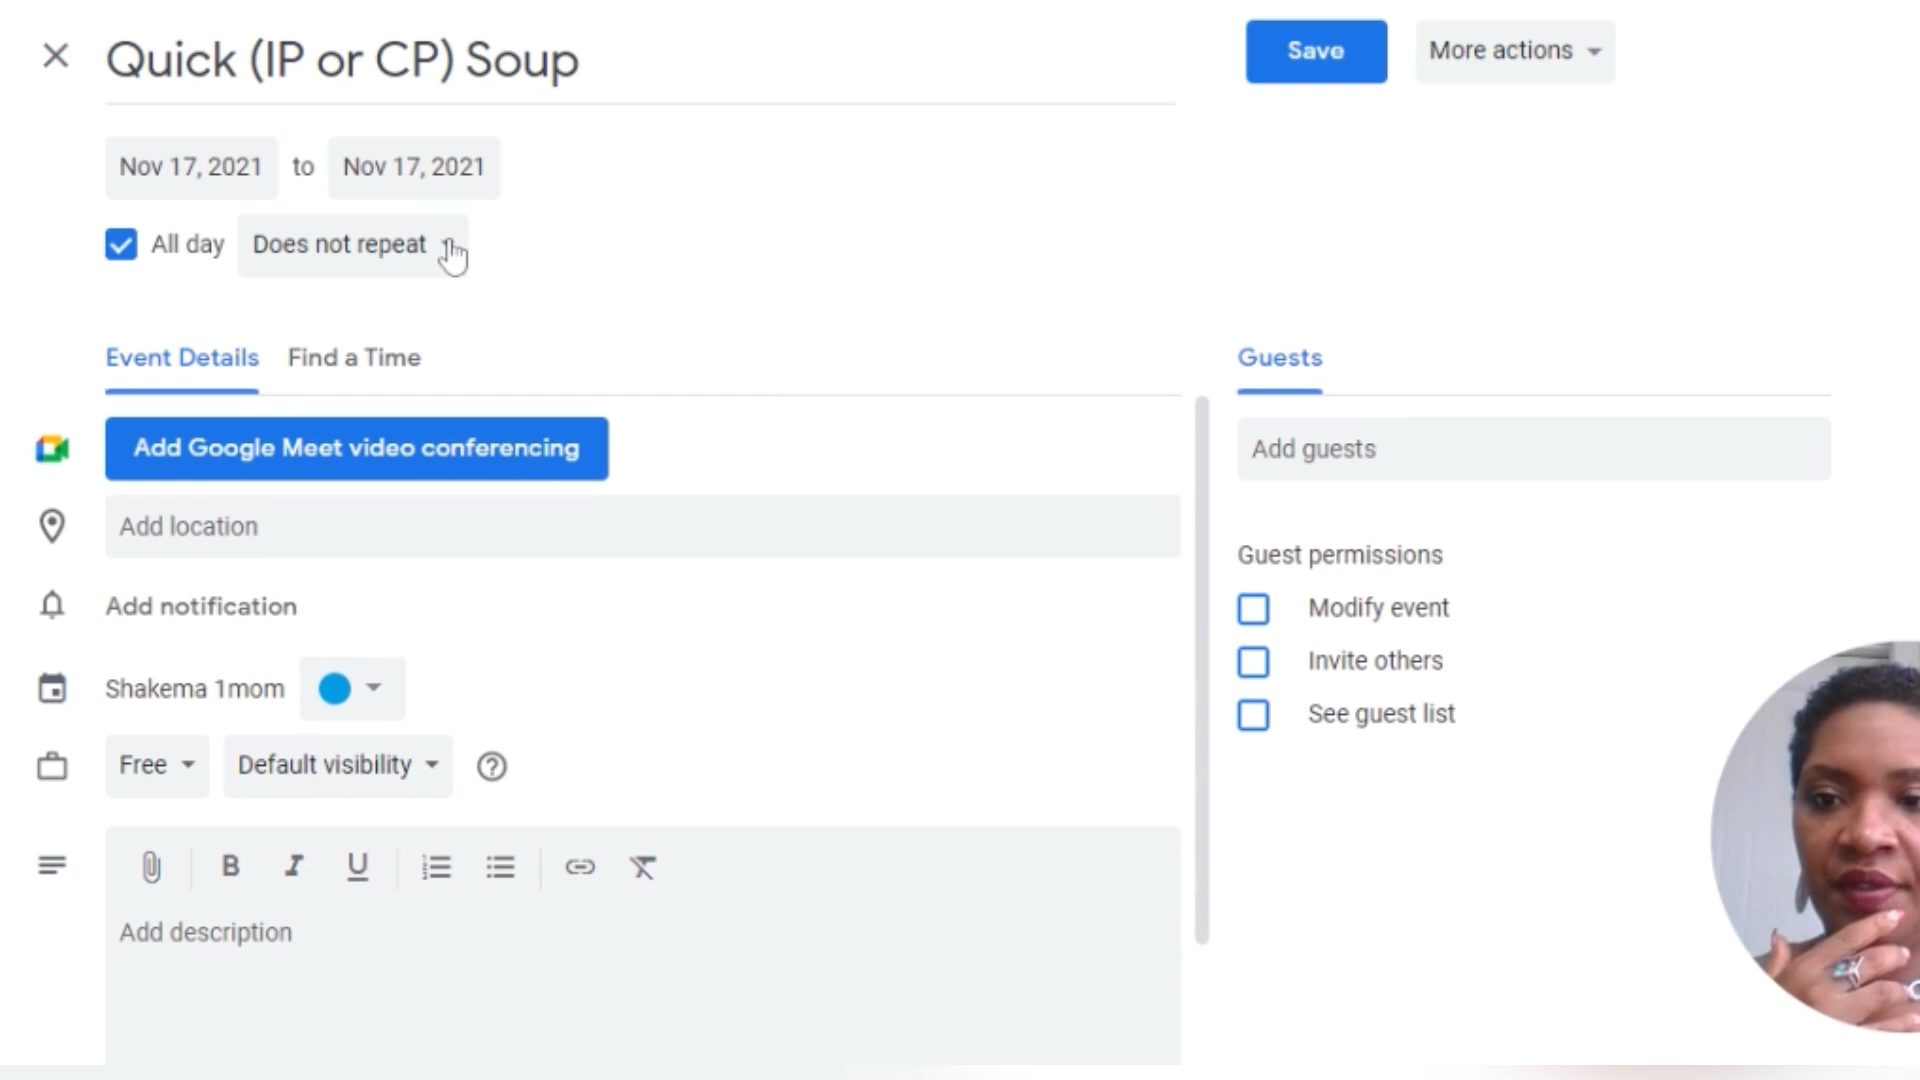 Quick (IP or CP) Soup
Save
More actions
Nov 17, 2021 to Nov 17, 2021
All day Does not repeat
Event Details Find a Time
Guests
Add Google Meet video conferencing
Add guests
Add location
Guest permissions
Add notification
Modify event
Invite others
Shakema 1mom
See guest list
Free Default visibility
B I U
Add description